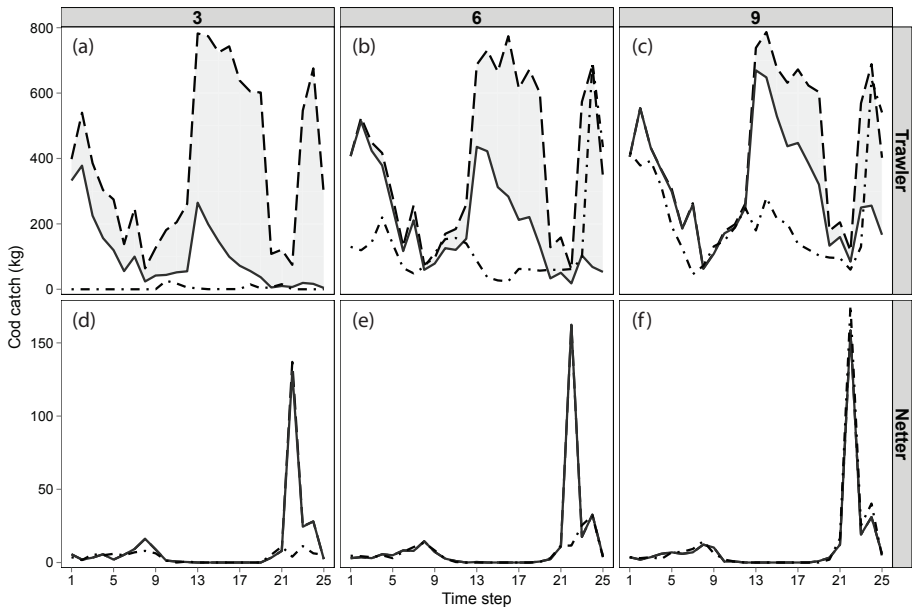 3 6 9
(a) (b) (c)
800
600
400
200
0
Trawler
Cod catch (kg)
(d) (e) (f)
150
100
50
0
Netter
1 5 9 13 17 21 25 1 5 9 13 17 21 25 1 5 9 13 17 21 25
Time step